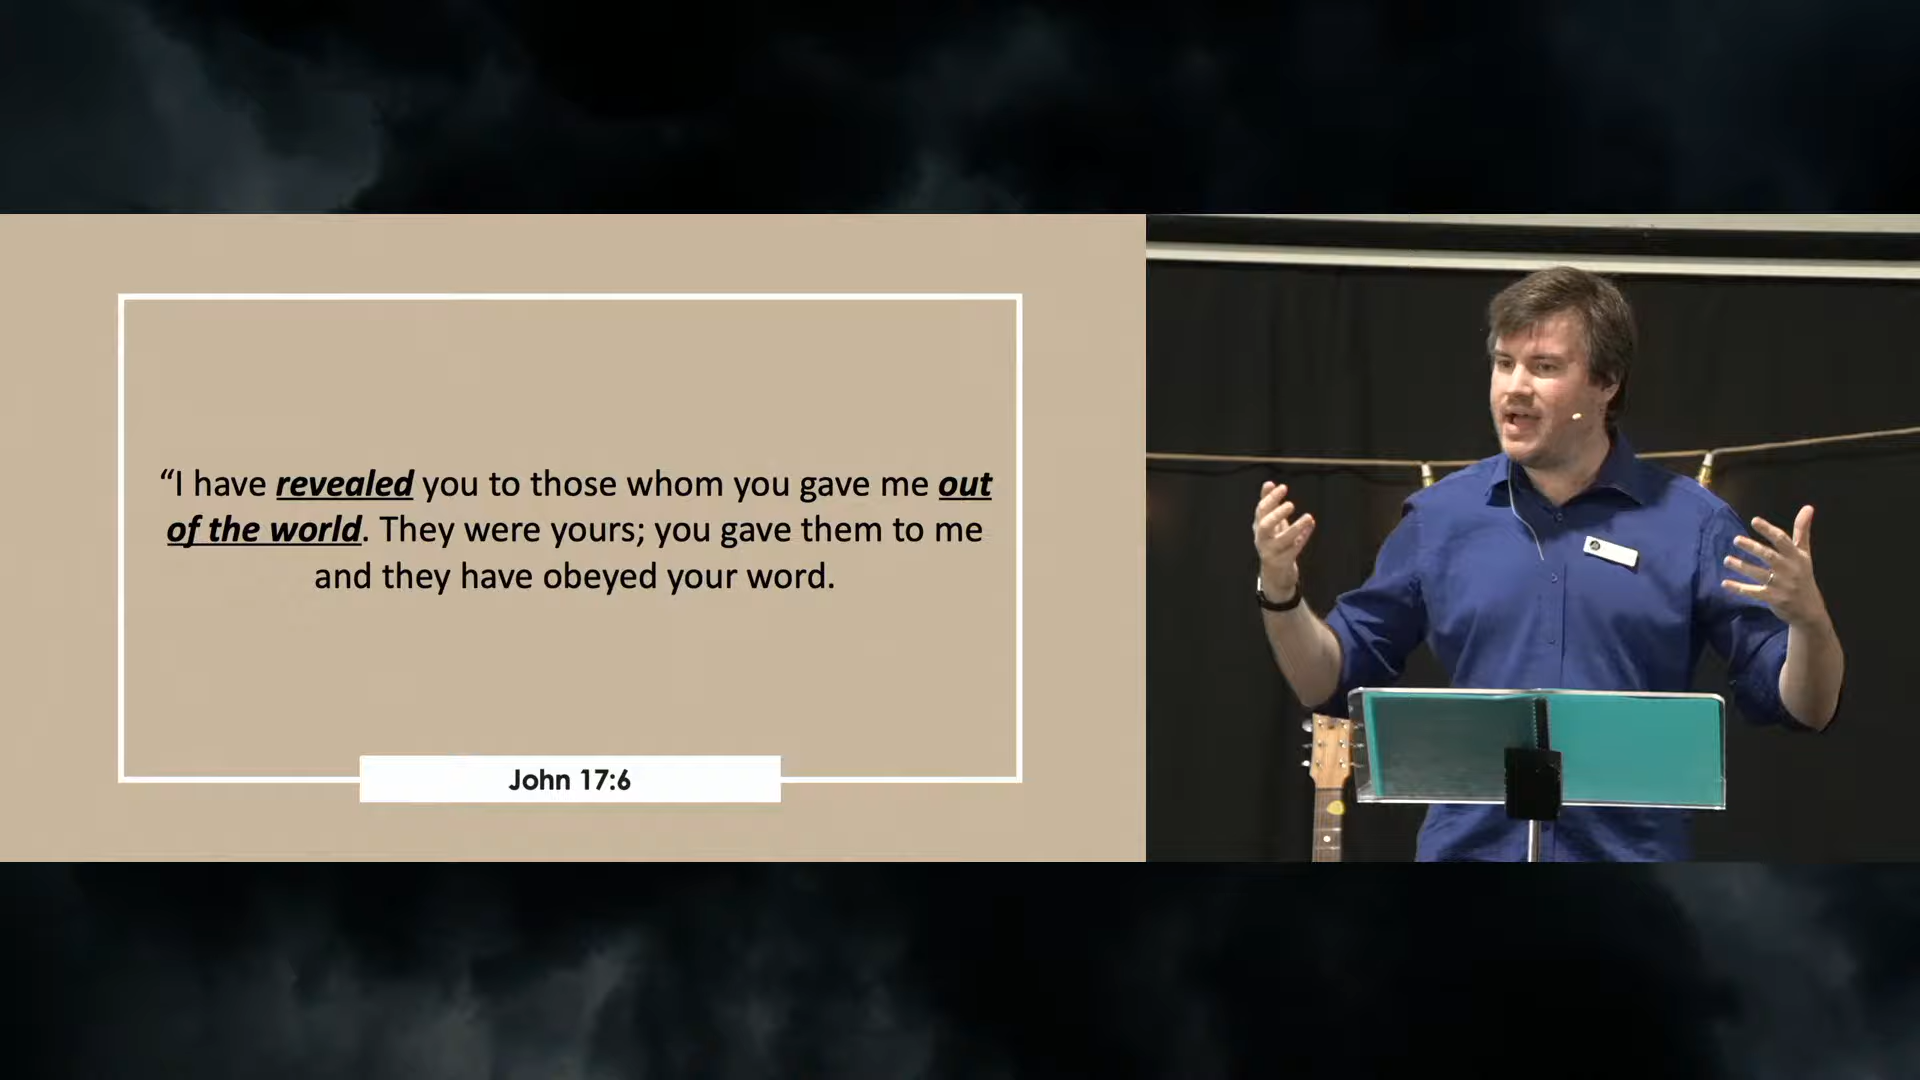 “I have revealed you to those whom you gave me out
of the world. They were yours; you gave them to me
and they have obeyed your word.
John 17:6